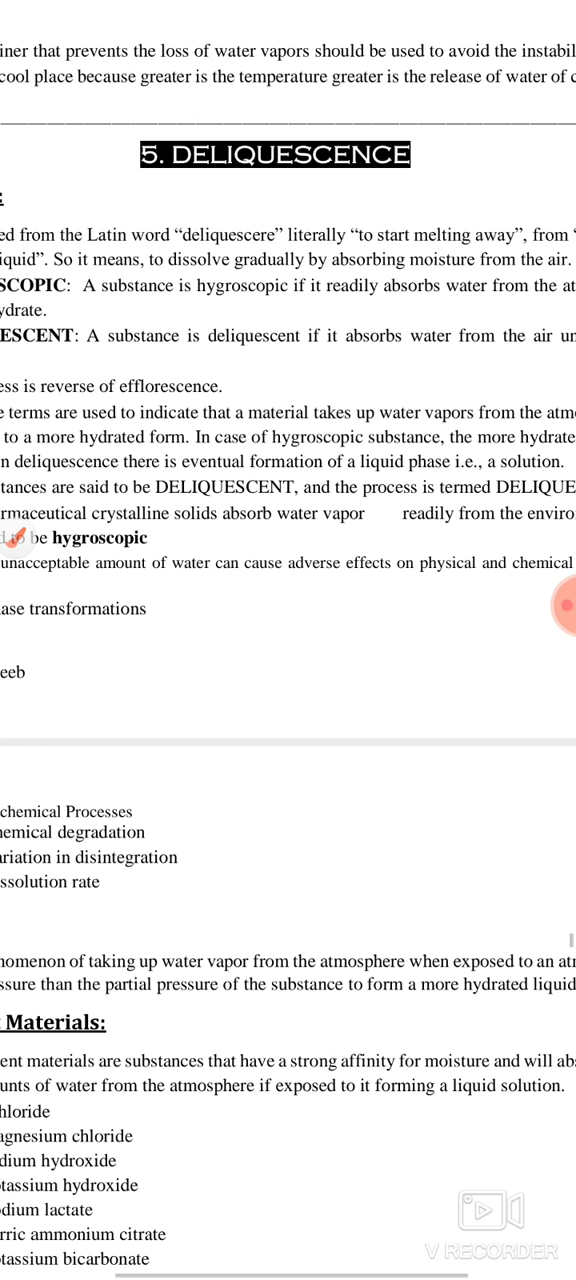 iner that prevents the loss of water vapors should be used to avoid the instabil
cool place because greater is the temperature greater is the release of water of c
5. DELIQUESCENCE
:
ed from the Latin word “deliquescere” literally “to start melting away”, from “
iquid”. So it means, to dissolve gradually by absorbing moisture from the air.
SCOPIC: A substance is hygroscopic if it readily absorbs water from the at
ydrate.
ESCENT: A substance is deliquescent if it absorbs water from the air un
ess is reverse of efflorescence.
e terms are used to indicate that a material takes up water vapors from the atm
to a more hydrated form. In case of hygroscopic substance, the more hydrate
n deliquescence there is eventual formation of a liquid phase i.e., a solution.
tances are said to be DELIQUESCENT, and the process is termed DELIQUE
rmaceutical crystalline solids absorb water vapor readily from the enviro
d to be hygroscopic
unacceptable amount of water can cause adverse effects on physical and chemical
ase transformations
eeb
chemical Processes
hemical degradation
ariation in disintegration
ssolution rate
nomenon of taking up water vapor from the atmosphere when exposed to an at
ssure than the partial pressure of the substance to form a more hydrated liquid
t Materials:
ent materials are substances that have a strong affinity for moisture and will ab
unts of water from the atmosphere if exposed to it forming a liquid solution.
hloride
agnesium chloride
dium hydroxide
otassium hydroxide
odium lactate
erric ammonium citrate
otassium bicarbonate
V RECORDER